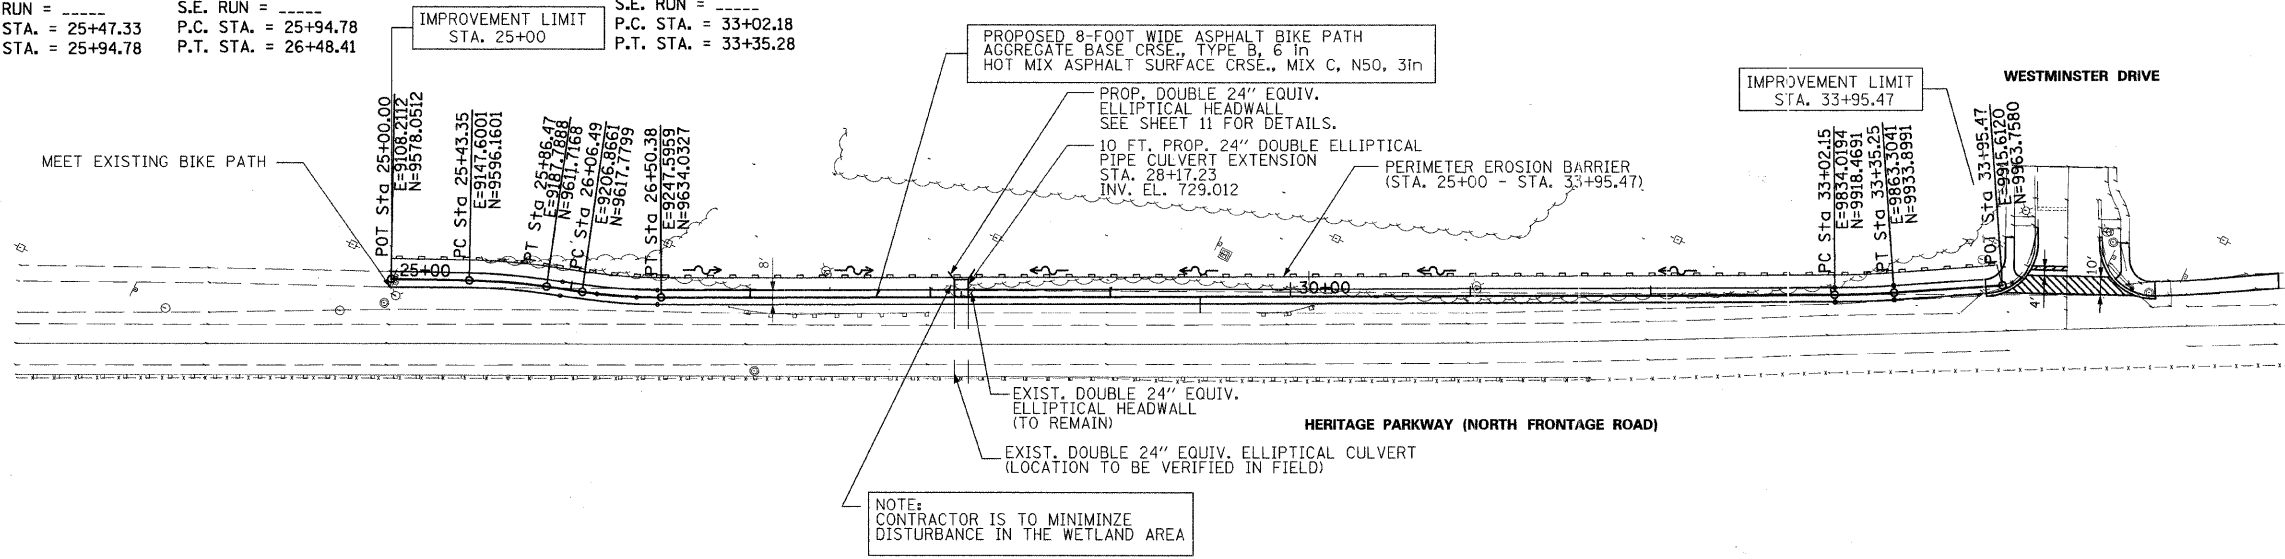 RUN = _____
STA. = 25+47.33
STA. = 25+94.78
S.E. RUN = _____
P.C. STA. = 25+94.78
P.T. STA. = 26+48.41
IMPROVEMENT LIMIT
STA. 25+00
S.E. RUN = _____
P.C. STA. = 33+02.18
P.T. STA. = 33+35.28
PROPOSED 8-FOOT WIDE ASPHALT BIKE PATH
AGGREGATE BASE CRSE., TYPE B, 6 in
HOT MIX ASPHALT SURFACE CRSE., MIX C, N50, 3in
IMPROVEMENT LIMIT
STA. 33+95.47
WESTMINSTER DRIVE
PROP. DOUBLE 24" EQUIV.
ELLIPTICAL HEADWALL
SEE SHEET 11 FOR DETAILS.
10 FT. PROP. 24" DOUBLE ELLIPTICAL
PIPE CULVERT EXTENSION
STA. 28+17.23
INV. EL. 729.012
PERIMETER EROSION BARRIER
(STA. 25+00 - STA. 33+95.47)
MEET EXISTING BIKE PATH
POT Sta 25+00.00
E=9108.2112
N=9578.0512
PC Sta 25+43.35
E=9147.6001
N=9596.1601
PT Sta 25+86.47
E=9187.7888
N=9611.7168
PC Sta 26+06.49
E=9206.8661
N=9617.7799
PT Sta 26+50.38
E=9247.5959
N=9634.0327
PC Sta 33+02.15
E=9834.0194
N=9918.4691
PT Sta 33+35.25
E=9863.3041
N=9933.8991
POT Sta 33+95.47
E=9915.6120
N=9963.7580
25+00
8'
30+00
4'
10'
EXIST. DOUBLE 24" EQUIV.
ELLIPTICAL HEADWALL
(TO REMAIN)
HERITAGE PARKWAY (NORTH FRONTAGE ROAD)
EXIST. DOUBLE 24" EQUIV. ELLIPTICAL CULVERT
(LOCATION TO BE VERIFIED IN FIELD)
NOTE:
CONTRACTOR IS TO MINIMINZE
DISTURBANCE IN THE WETLAND AREA